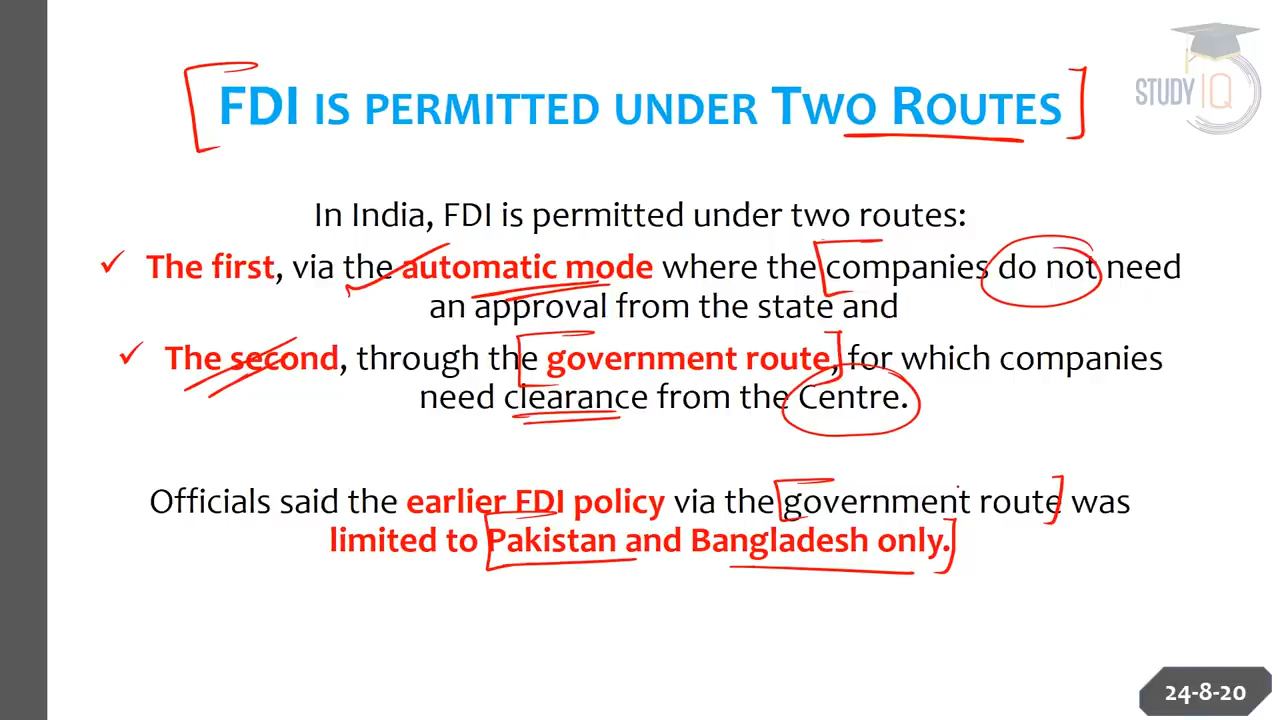 FDI IS PERMITTED UNDER TWO ROUTES
STUDY IQ
In India, FDI is permitted under two routes:
✓ The first, via the automatic mode where the companies do not need
an approval from the state and
✓ The second, through the government route, for which companies
need clearance from the Centre.
Officials said the earlier FDI policy via the government route was
limited to Pakistan and Bangladesh only.
24-8-20